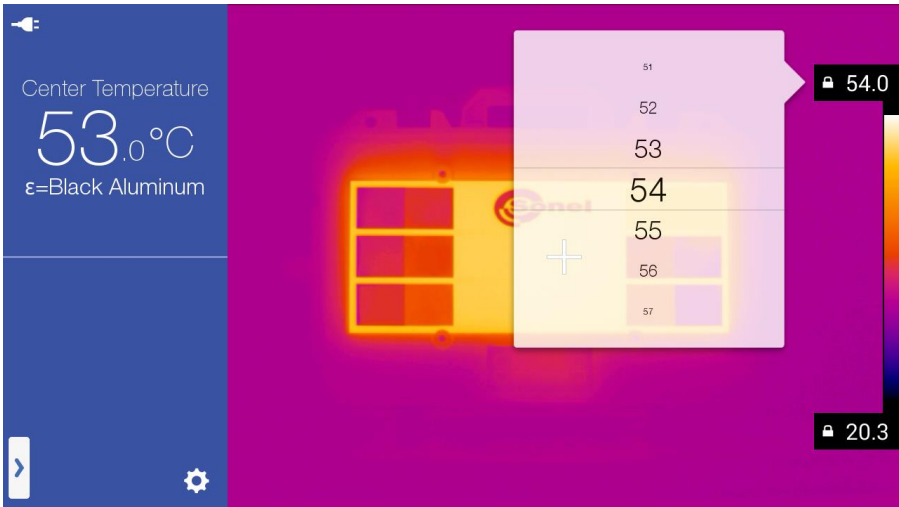 Center Temperature
53.0°C
ε=Black Aluminum
Sonel
51
52
53
54
55
56
57
54.0
20.3